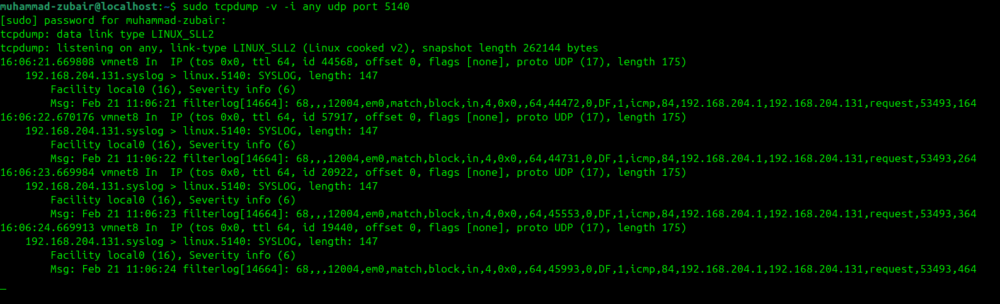 muhammad-zubair@localhost:~$ sudo tcpdump -v -i any udp port 5140
[sudo] password for muhammad-zubair:
tcpdump: data link type LINUX_SLL2
tcpdump: listening on any, link-type LINUX_SLL2 (Linux cooked v2), snapshot length 262144 bytes
16:06:21.669808 vmnet8 In  IP (tos 0x0, ttl 64, id 44568, offset 0, flags [none], proto UDP (17), length 175)
    192.168.204.131.syslog > linux.5140: SYSLOG, length: 147
        Facility local0 (16), Severity info (6)
        Msg: Feb 21 11:06:21 filterlog[14664]: 68,,,12004,em0,match,block,in,4,0x0,,64,44472,0,DF,1,icmp,84,192.168.204.1,192.168.204.131,request,53493,164
16:06:22.670176 vmnet8 In  IP (tos 0x0, ttl 64, id 57917, offset 0, flags [none], proto UDP (17), length 175)
    192.168.204.131.syslog > linux.5140: SYSLOG, length: 147
        Facility local0 (16), Severity info (6)
        Msg: Feb 21 11:06:22 filterlog[14664]: 68,,,12004,em0,match,block,in,4,0x0,,64,44731,0,DF,1,icmp,84,192.168.204.1,192.168.204.131,request,53493,264
16:06:23.669984 vmnet8 In  IP (tos 0x0, ttl 64, id 20922, offset 0, flags [none], proto UDP (17), length 175)
    192.168.204.131.syslog > linux.5140: SYSLOG, length: 147
        Facility local0 (16), Severity info (6)
        Msg: Feb 21 11:06:23 filterlog[14664]: 68,,,12004,em0,match,block,in,4,0x0,,64,45553,0,DF,1,icmp,84,192.168.204.1,192.168.204.131,request,53493,364
16:06:24.669913 vmnet8 In  IP (tos 0x0, ttl 64, id 19440, offset 0, flags [none], proto UDP (17), length 175)
    192.168.204.131.syslog > linux.5140: SYSLOG, length: 147
        Facility local0 (16), Severity info (6)
        Msg: Feb 21 11:06:24 filterlog[14664]: 68,,,12004,em0,match,block,in,4,0x0,,64,45993,0,DF,1,icmp,84,192.168.204.1,192.168.204.131,request,53493,464